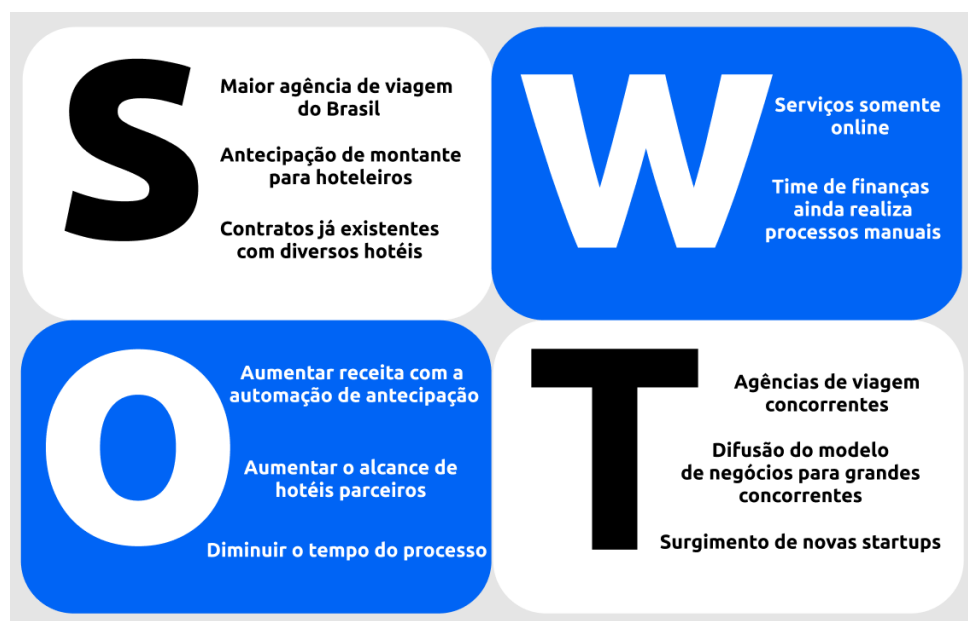 S
Maior agência de viagem
do Brasil
Antecipação de montante
para hoteleiros
Contratos já existentes
com diversos hotéis
W
Serviços somente
online
Time de finanças
ainda realiza
processos manuais
O
Aumentar receita com a
automação de antecipação
Aumentar o alcance de
hotéis parceiros
Diminuir o tempo do processo
T
Agências de viagem
concorrentes
Difusão do modelo
de negócios para grandes
concorrentes
Surgimento de novas startups